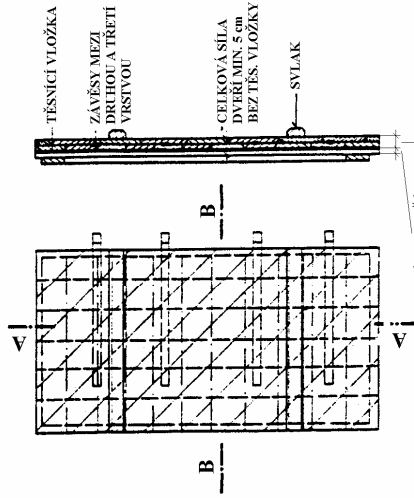 TĚSNÍCÍ VLOŽKA
ZÁVĚSY MEZI
DRUHOU A TŘETÍ
VRSTVOU
CELKOVÁ SÍLA
DVEŘÍ MIN. 5 cm
BEZ TĚS. VLOŽKY
SVLAK
B
B
A
A